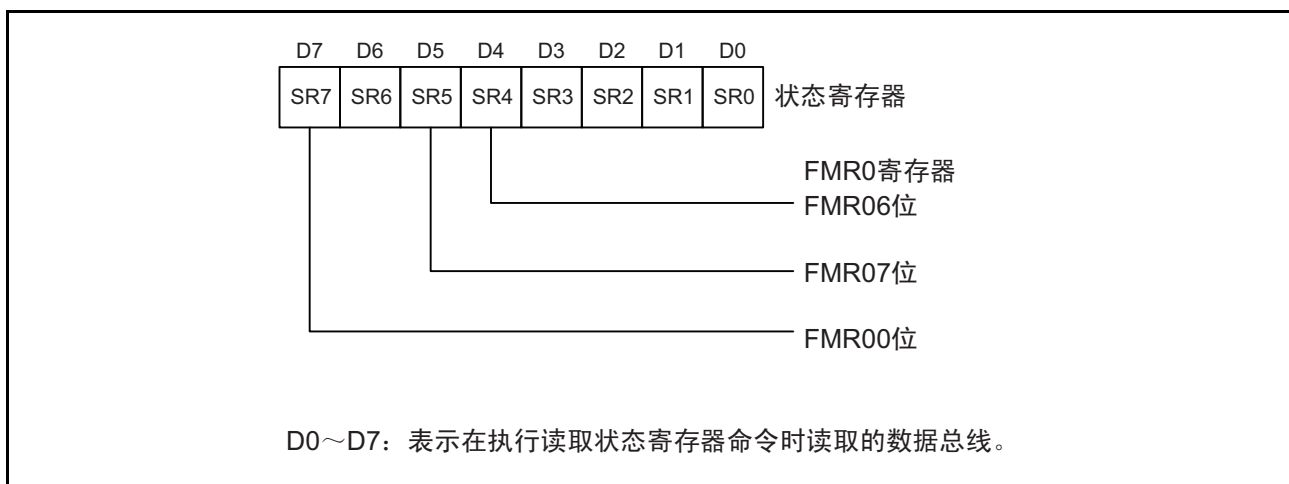 D7 D6 D5 D4 D3 D2 D1 D0
SR7 SR6 SR5 SR4 SR3 SR2 SR1 SR0 状态寄存器
FMR0寄存器
FMR06位
FMR07位
FMR00位
D0～D7：表示在执行读取状态寄存器命令时读取的数据总线。